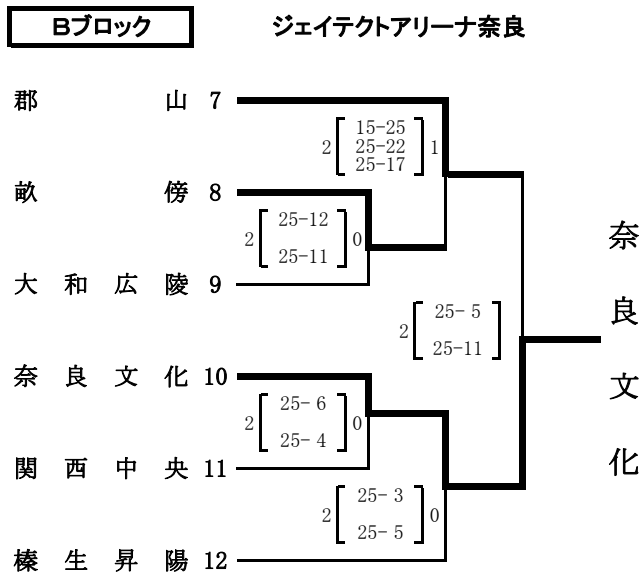 Bブロック ジェイテクトアリーナ奈良
郡山 7
2 15-25 1
25-22
25-17
畝傍 8
2 25-12 0
25-11
大和広陵 9
2 25- 5
25-11
奈良文化
奈良文化 10
2 25- 6 0
25- 4
関西中央 11
2 25- 3 0
25- 5
榛生昇陽 12